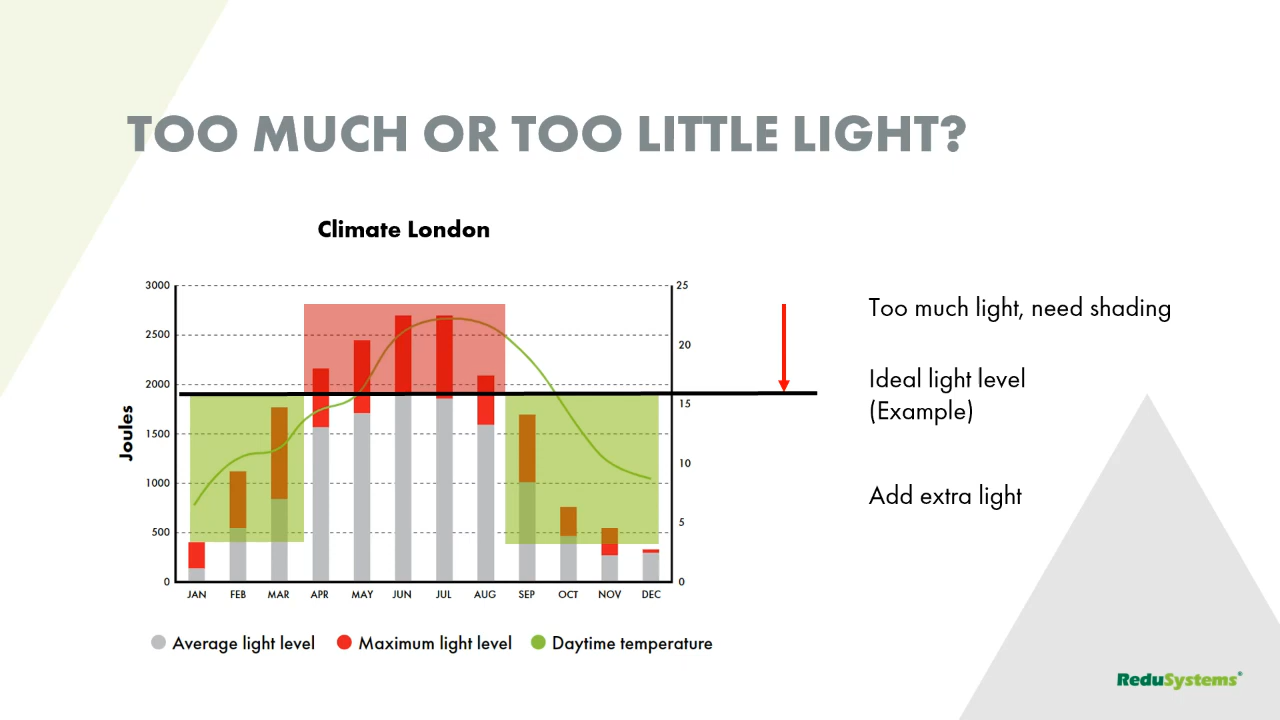 TOO MUCH OR TOO LITTLE LIGHT?
Climate London
3000
2500
2000
1500
1000
500
0
Joules
25
20
15
10
5
0
JAN FEB MAR APR MAY JUN JUL AUG SEP OCT NOV DEC
Average light level Maximum light level Daytime temperature
Too much light, need shading
Ideal light level
(Example)
Add extra light
ReduSystems®